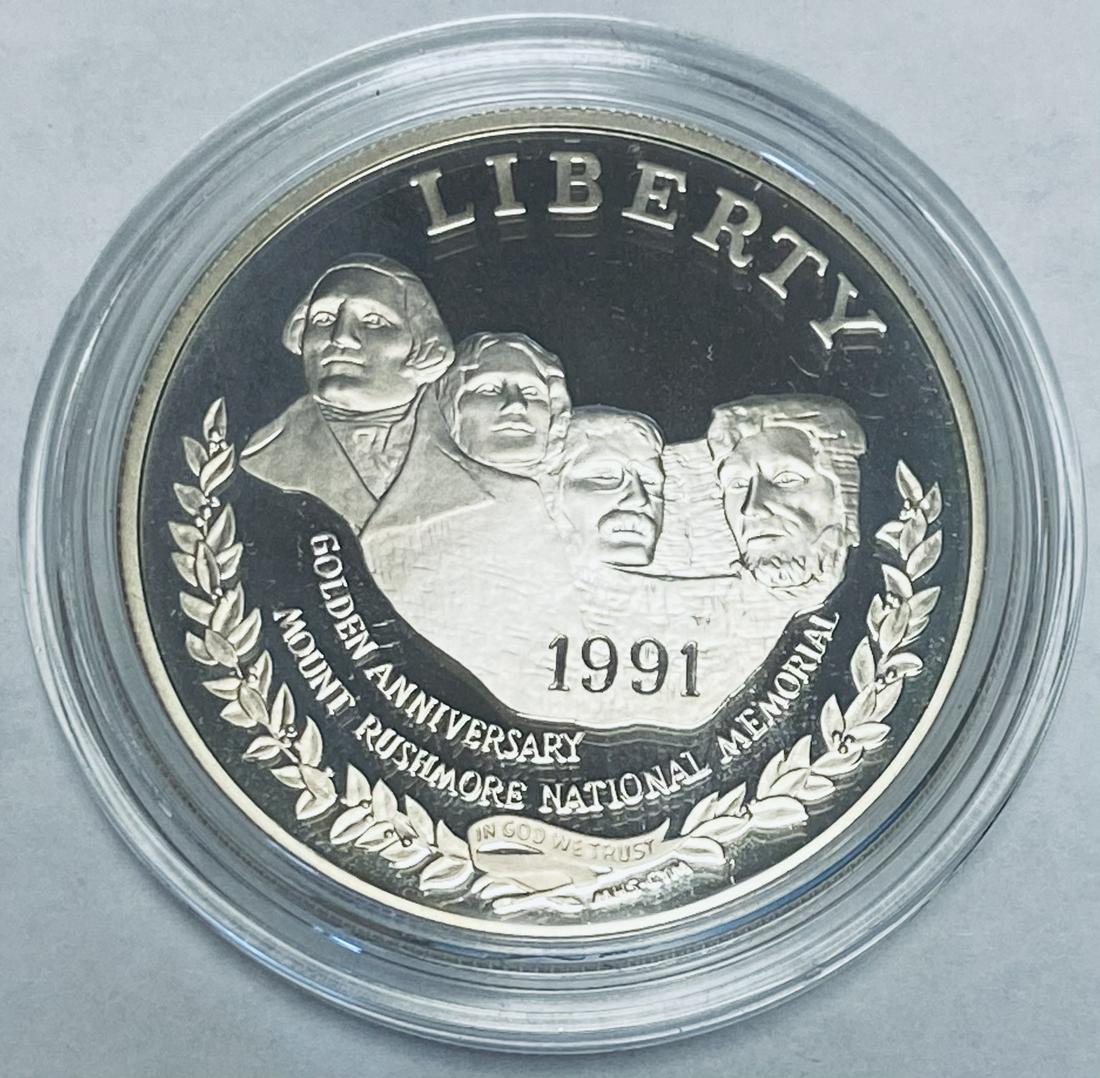 LIBERTY
1991
GOLDEN ANNIVERSARY
MOUNT RUSHMORE NATIONAL MEMORIAL
IN GOD WE TRUST